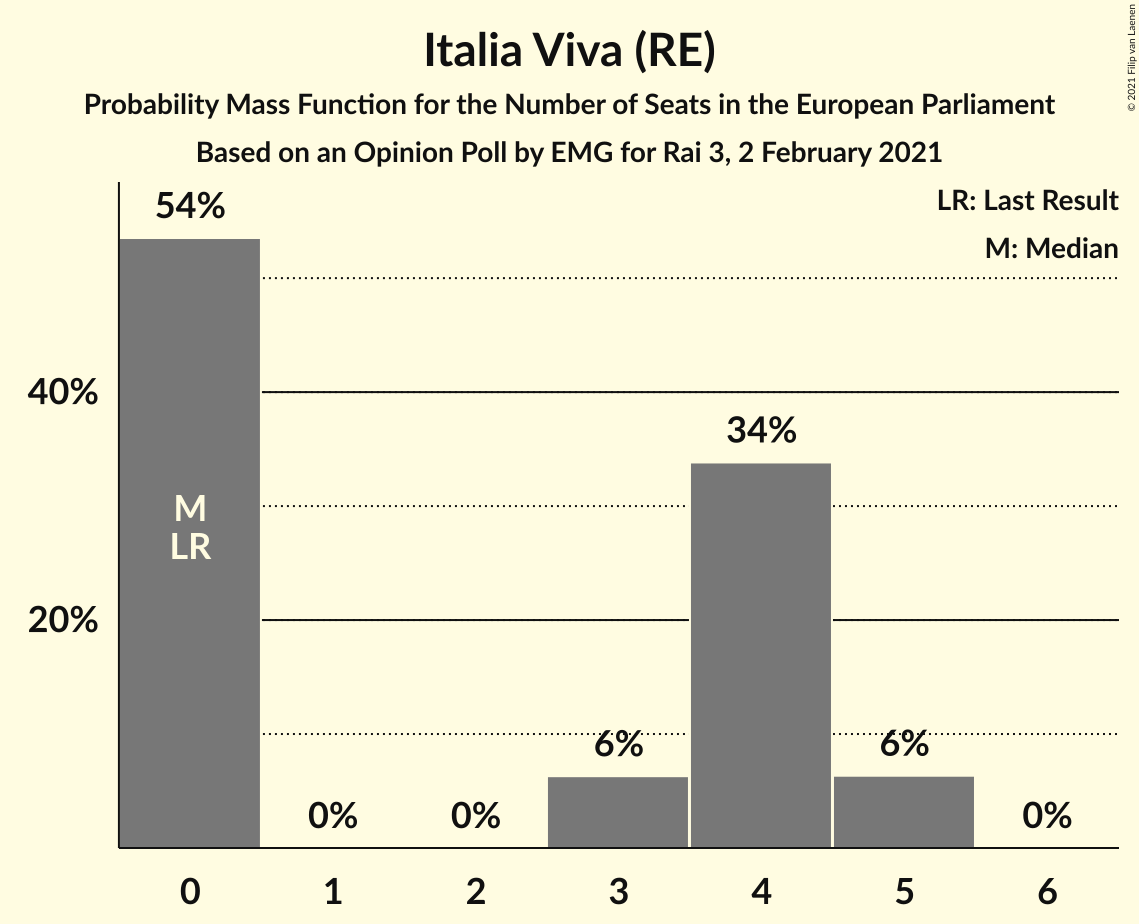 Italia Viva (RE)
Probability Mass Function for the Number of Seats in the European Parliament
Based on an Opinion Poll by EMG for Rai 3, 2 February 2021
© 2021 Filip van Laenen
LR: Last Result
M: Median
54%
40%
34%
M
LR
20%
6%
6%
0%
0%
0%
0
1
2
3
4
5
6